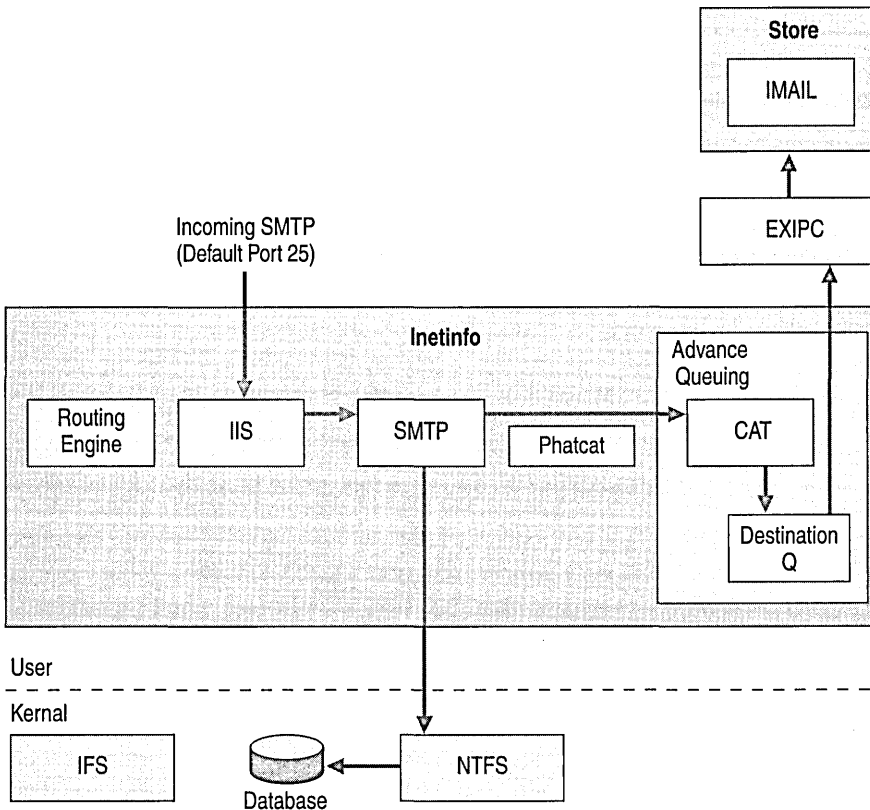 Store
IMAIL
EXIPC
Incoming SMTP
(Default Port 25)
Inetinfo
Advance
Queuing
Routing
Engine
IIS
SMTP
Phatcat
CAT
Destination
Q
User
Kernal
IFS
Database
NTFS